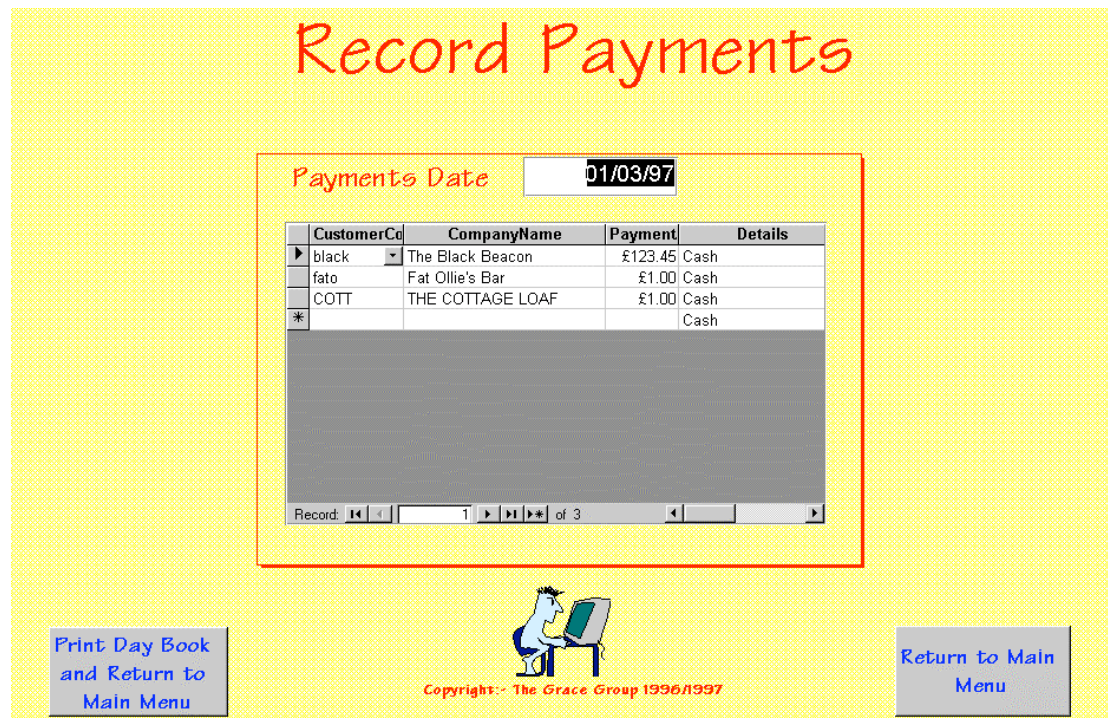 Record Payments
Payments Date 01/03/97
CustomerCo CompanyName Payment Details
black The Black Beacon £123.45 Cash
fato Fat Ollie's Bar £1.00 Cash
COTT THE COTTAGE LOAF £1.00 Cash
* Cash
Record: 1 of 3
Print Day Book
and Return to
Main Menu
Copyright:- The Grace Group 1996/1997
Return to Main
Menu